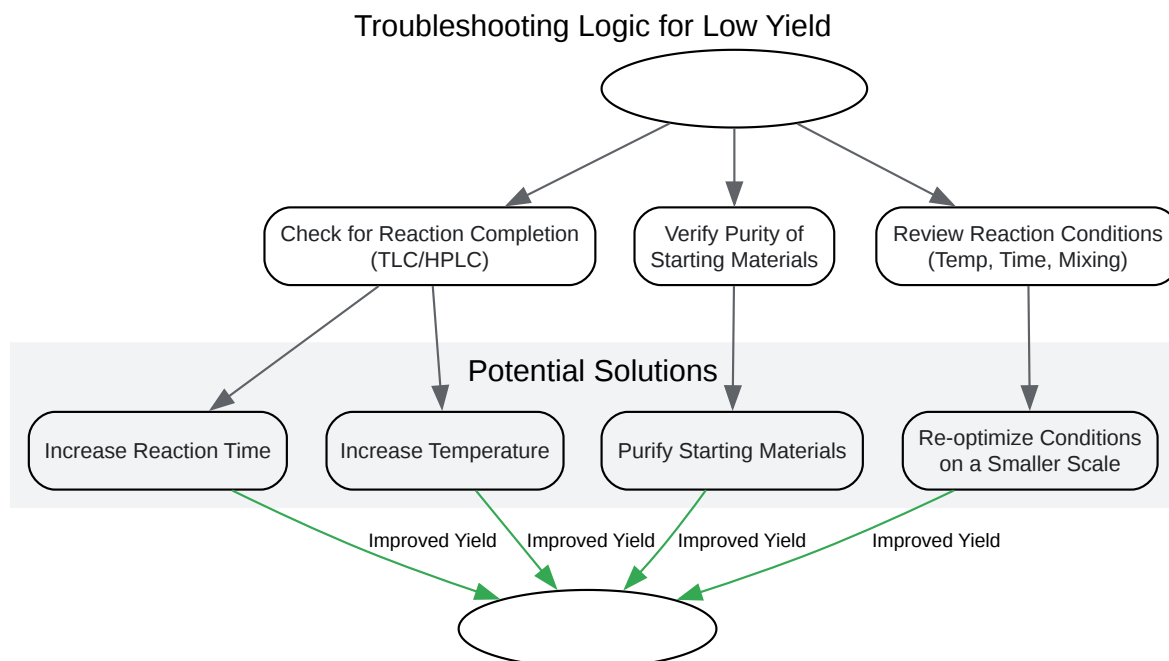 Troubleshooting Logic for Low Yield
Check for Reaction Completion
(TLC/HPLC)
Verify Purity of
Starting Materials
Review Reaction Conditions
(Temp, Time, Mixing)
Potential Solutions
Increase Reaction Time
Increase Temperature
Purify Starting Materials
Re-optimize Conditions
on a Smaller Scale
Improved Yield
Improved Yield
Improved Yield
Improved Yield